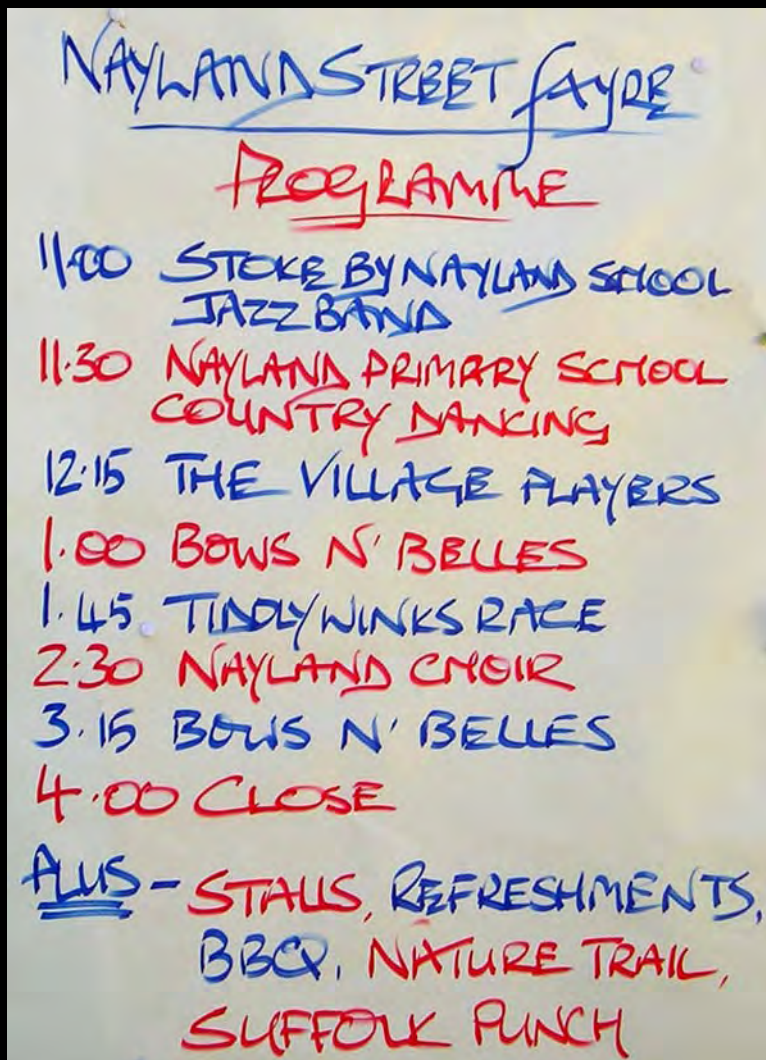 NAYLAND STREET FAYRE
PROGRAMME
11.00 STOKE BY NAYLAND SCHOOL
JAZZ BAND
11.30 NAYLAND PRIMARY SCHOOL
COUNTRY DANCING
12.15 THE VILLAGE PLAYERS
1.00 BOWS N' BELLES
1.45 TIDDLYWINKS RACE
2.30 NAYLAND CHOIR
3.15 BOWS N' BELLES
4.00 CLOSE
PLUS - STALLS, REFRESHMENTS,
BBQ, NATURE TRAIL,
SUFFOLK PUNCH